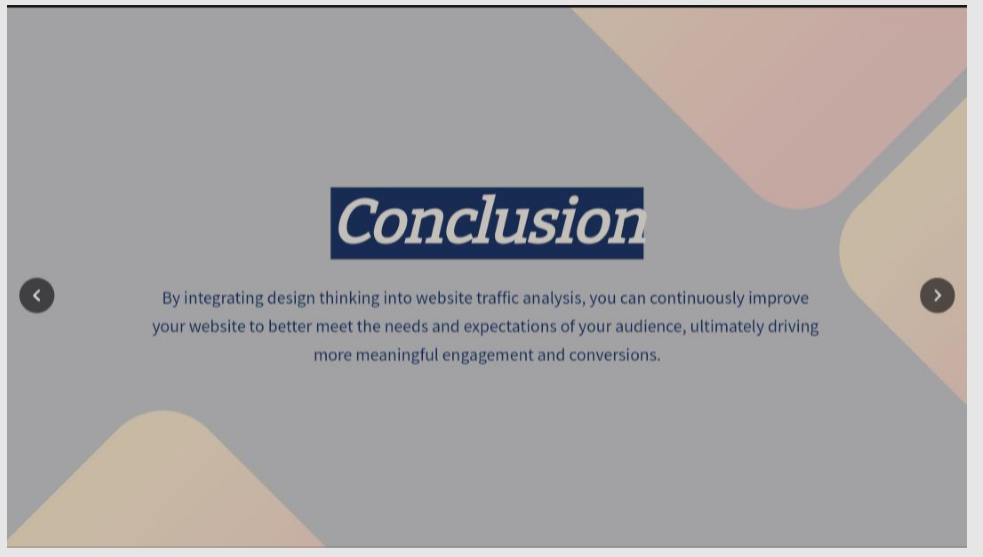 Conclusion
By integrating design thinking into website traffic analysis, you can continuously improve
your website to better meet the needs and expectations of your audience, ultimately driving
more meaningful engagement and conversions.